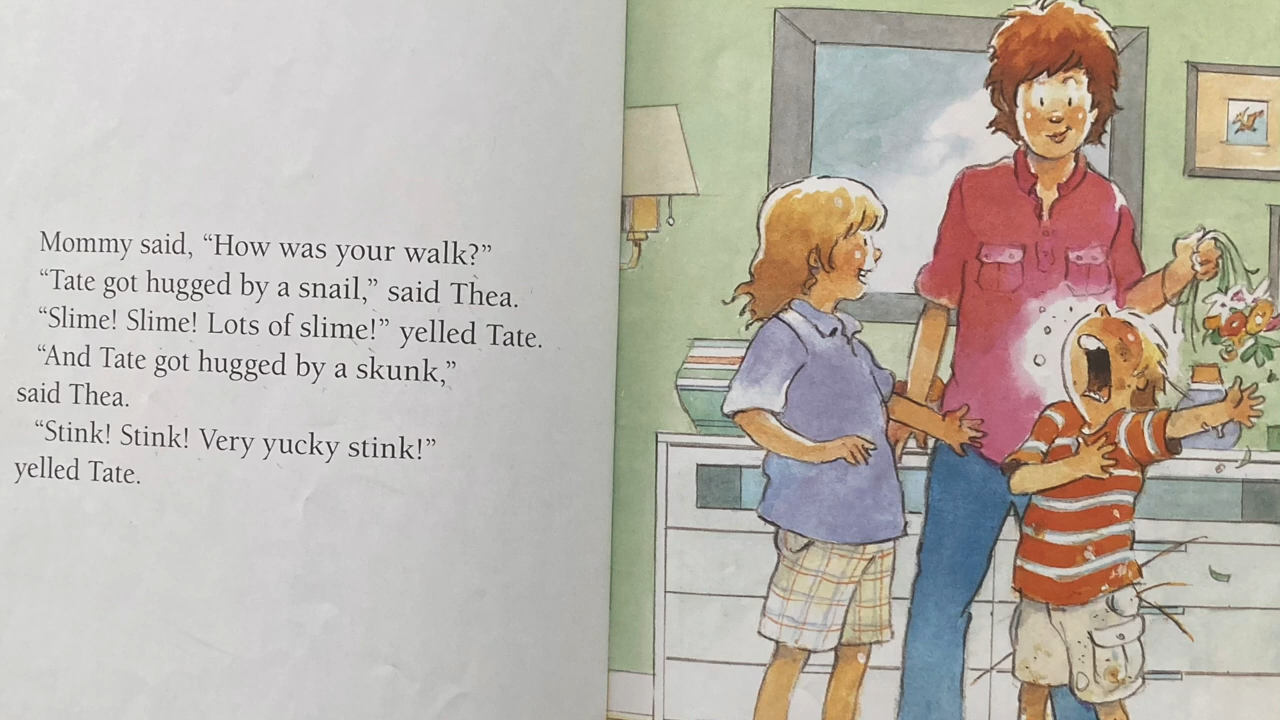 Mommy said, “How was your walk?”
“Tate got hugged by a snail,” said Thea.
“Slime! Slime! Lots of slime!” yelled Tate.
“And Tate got hugged by a skunk,”
said Thea.
“Stink! Stink! Very yucky stink!”
yelled Tate.